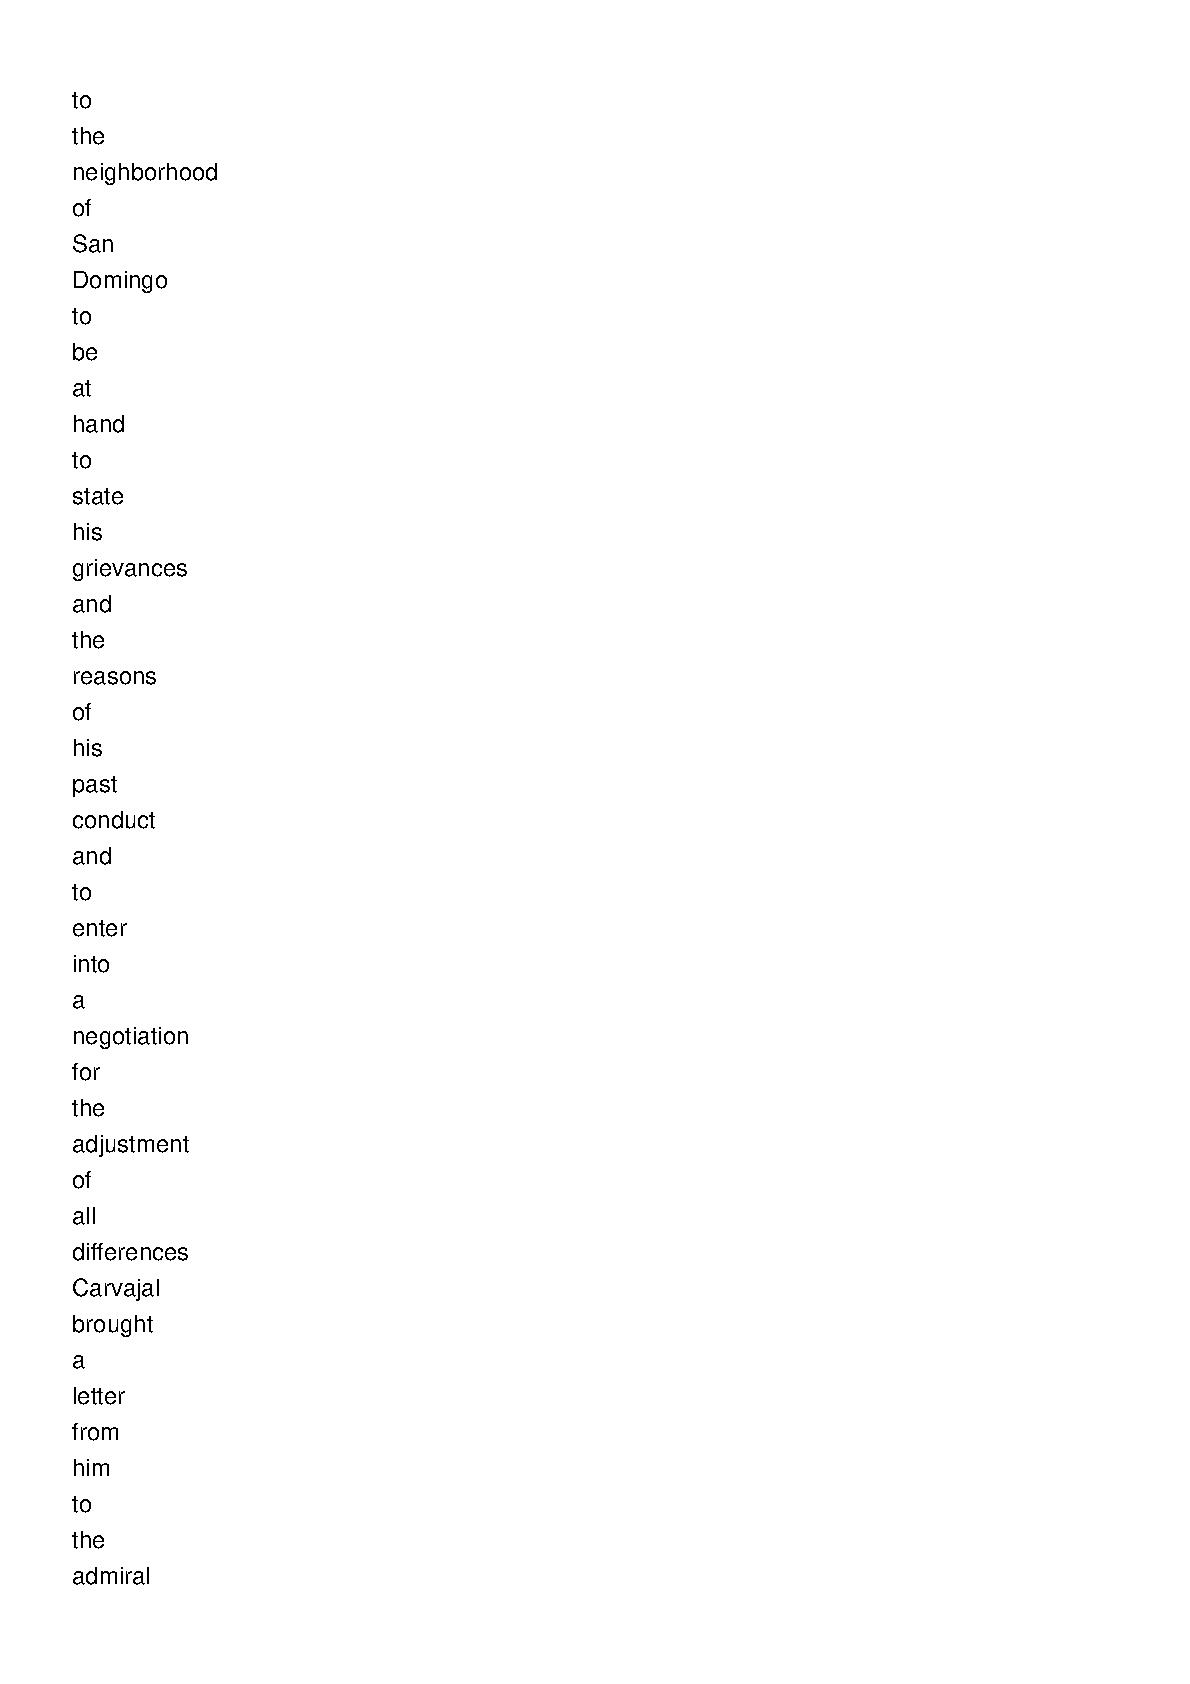 to
the
neighborhood
of
San
Domingo
to
be
at
hand
to
state
his
grievances
and
the
reasons
of
his
past
conduct
and
to
enter
into
a
negotiation
for
the
adjustment
of
all
differences
Carvajal
brought
a
letter
from
him
to
the
admiral